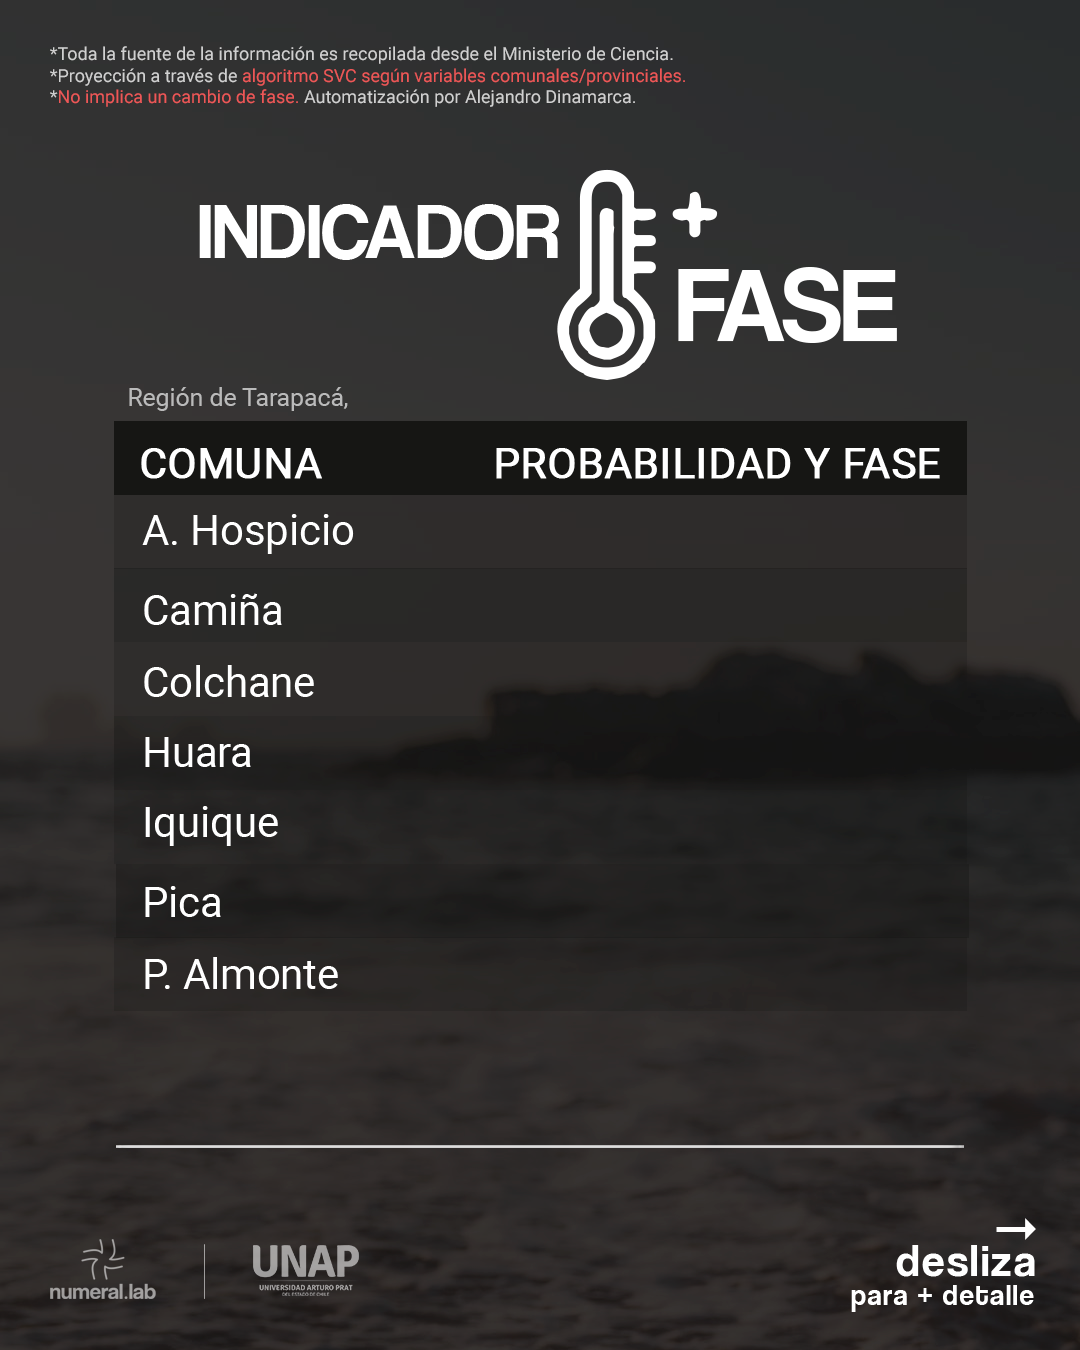 *Toda la fuente de la información es recopilada desde el Ministerio de Ciencia.
*Proyección a través de algoritmo SVC según variables comunales/provinciales.
*No implica un cambio de fase. Automatización por Alejandro Dinamarca.
INDICADOR
+
FASE
Región de Tarapacá,
COMUNA PROBABILIDAD Y FASE
A. Hospicio
Camiña
Colchane
Huara
Iquique
Pica
P. Almonte
numeral.lab
UNAP
UNIVERSIDAD ARTURO PRAT
DEL ESTADO DE CHILE
desliza
para + detalle